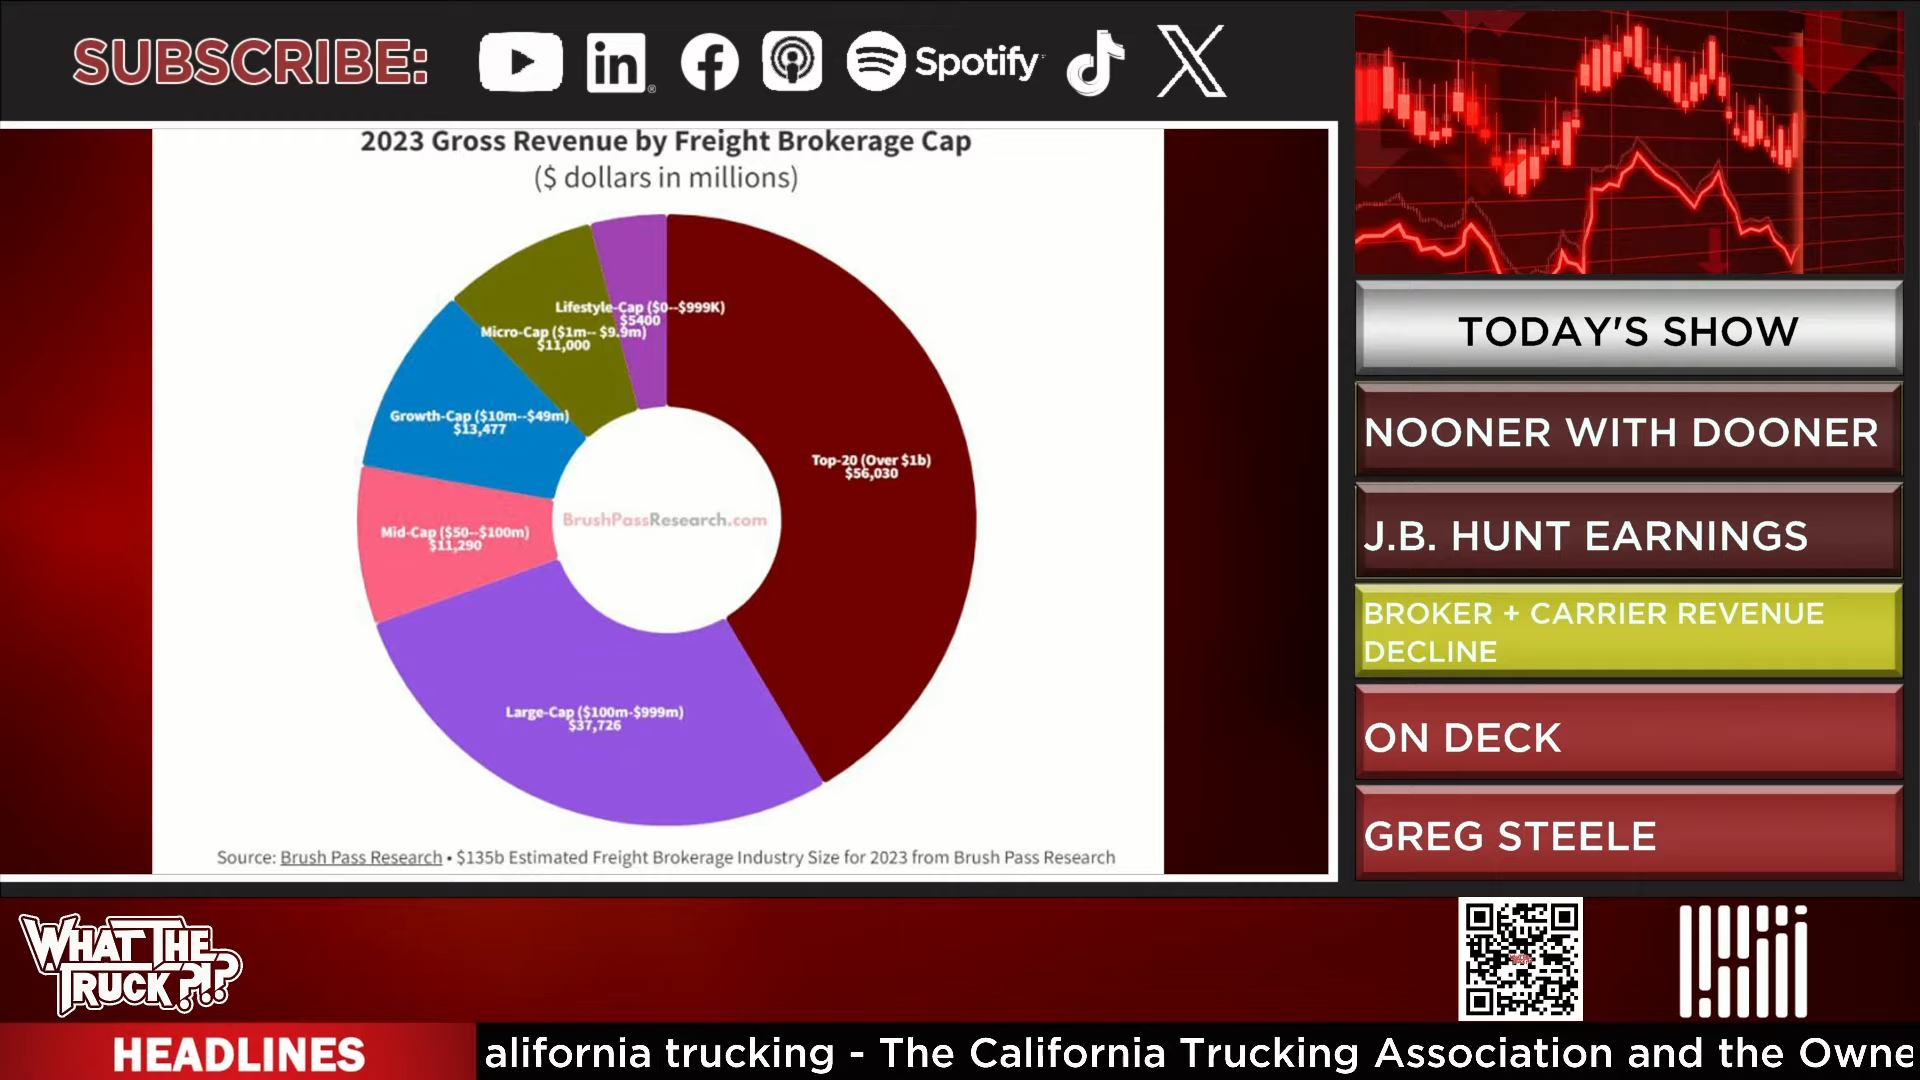 SUBSCRIBE:
Spotify
2023 Gross Revenue by Freight Brokerage Cap
($ dollars in millions)
Lifestyle-Cap ($0--$999K)
$5400
Micro-Cap ($1m-- $9.9m)
$11,000
Growth-Cap ($10m--$49m)
$13,477
Top-20 (Over $1b)
$56,030
BrushPassResearch.com
Mid-Cap ($50--$100m)
$11,290
Large-Cap ($100m-$999m)
$37,726
Source: Brush Pass Research • $135b Estimated Freight Brokerage Industry Size for 2023 from Brush Pass Research
TODAY'S SHOW
NOONER WITH DOONER
J.B. HUNT EARNINGS
BROKER + CARRIER REVENUE
DECLINE
ON DECK
GREG STEELE
WHAT THE
TRUCK?!?
HEADLINES
alifornia trucking - The California Trucking Association and the Owne